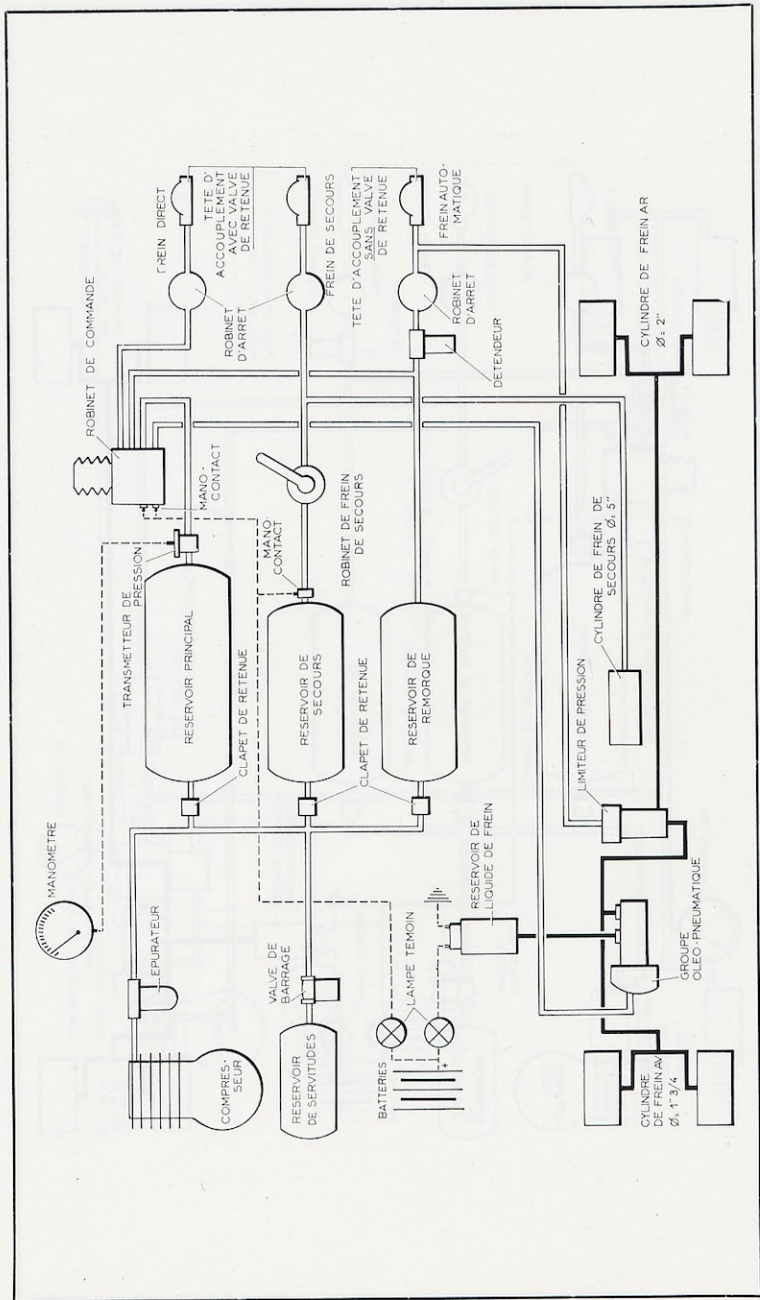 MANOMETRE
EPURATEUR
COMPRES-
SEUR
RESERVOIR
DE SERVITUDES
VALVE DE
BARRAGE
BATTERIES
+
LAMPE TEMOIN
TRANSMETTEUR DE
PRESSION
RESERVOIR PRINCIPAL
CLAPET DE RETENUE
MANO-
CONTACT
RESERVOIR DE
SECOURS
CLAPET DE RETENUE
RESERVOIR DE
REMORQUE
ROBINET DE COMMANDE
MANO-
CONTACT
ROBINET DE FREIN
DE SECOURS
FREIN DIRECT
TETE D'
ACCOUPLEMENT
AVEC VALVE
DE RETENUE
ROBINET
D'ARRET
FREIN DE SECOURS
TETE D'ACCOUPLEMENT
SANS VALVE
DE RETENUE
FREIN AUTO-
MATIQUE
ROBINET
D'ARRET
DETENDEUR
RESERVOIR DE
LIQUIDE DE FREIN
GROUPE
OLEO-PNEUMATIQUE
LIMITEUR DE PRESSION
CYLINDRE DE FREIN DE
SECOURS Ø: 5"
CYLINDRE DE FREIN AR
Ø: 2"
CYLINDRE
DE FREIN AV
Ø: 1" 3/4